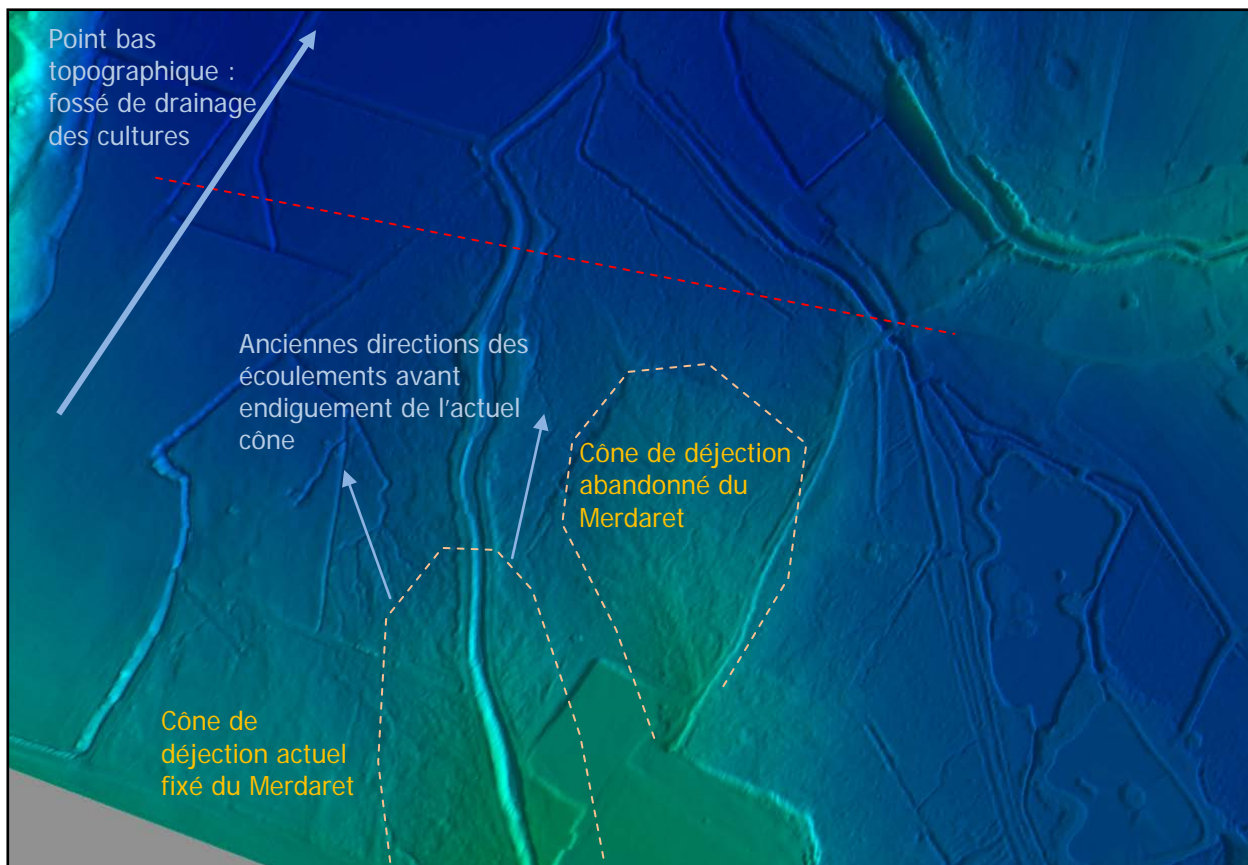 Point bas
topographique :
fossé de drainage
des cultures
Anciennes directions des
écoulements avant
endiguement de l'actuel
cône
Cône de déjection
abandonné du
Merdaret
Cône de
déjection actuel
fixé du Merdaret